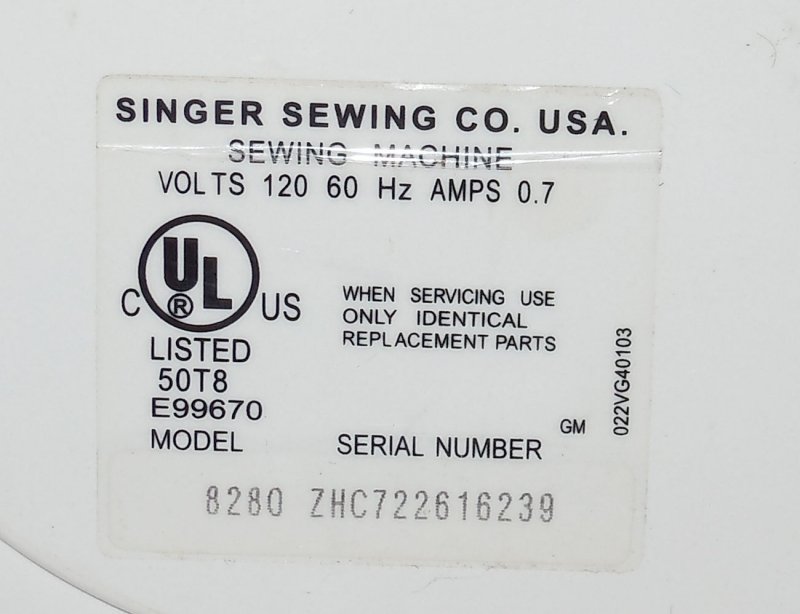 SINGER SEWING CO. USA.
SEWING MACHINE
VOLTS 120 60 Hz AMPS 0.7
C UL ® US
LISTED
50T8
E99670
WHEN SERVICING USE
ONLY IDENTICAL
REPLACEMENT PARTS
022VG40103
GM
MODEL SERIAL NUMBER
8280 ZHC722616239